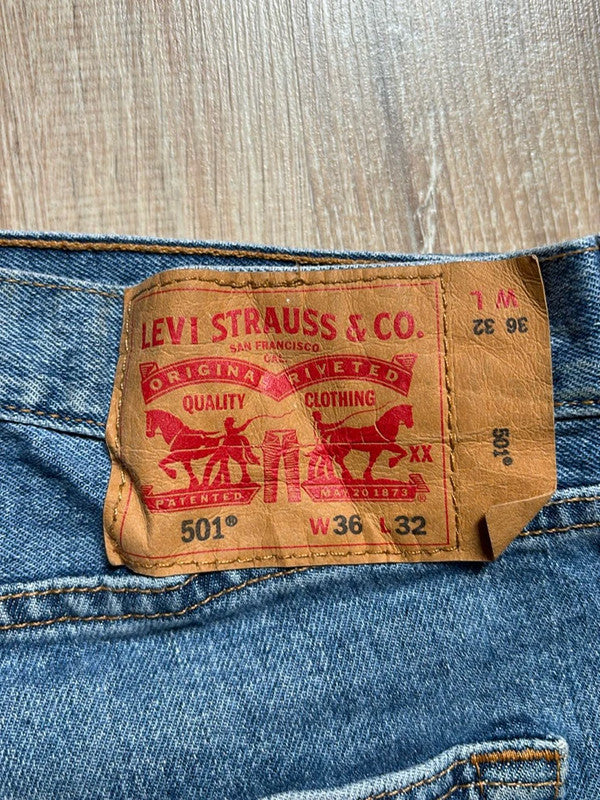 LEVI STRAUSS & CO.
SAN FRANCISCO
CAL.
ORIGINAL RIVETED
QUALITY CLOTHING
XX
PATENTED MAY 20 1873
501® W36 L32
W L
36 32
501®